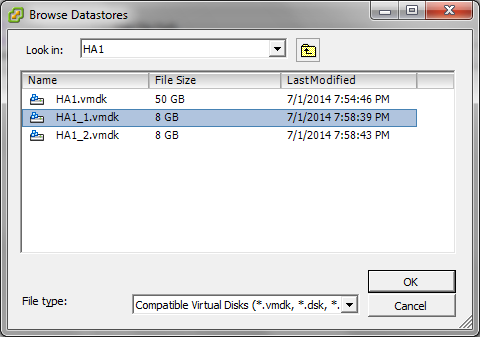 Browse Datastores
Look in: HA1
Name File Size Last Modified
HA1.vmdk 50 GB 7/1/2014 7:54:46 PM
HA1_1.vmdk 8 GB 7/1/2014 7:58:39 PM
HA1_2.vmdk 8 GB 7/1/2014 7:58:43 PM
OK
File type: Compatible Virtual Disks (*.vmdk, *.dsk, *.
Cancel